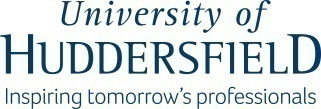 University of
HUDDERSFIELD
Inspiring tomorrow's professionals